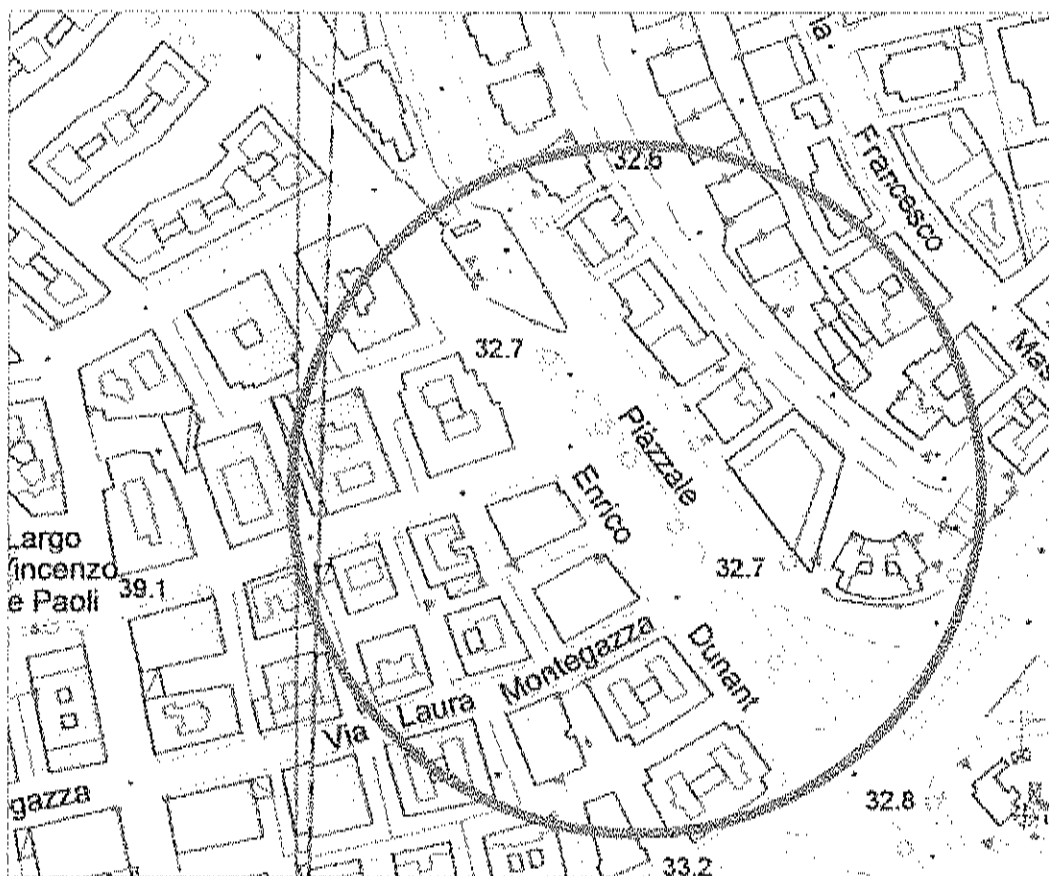 32.6
Francesco
32.7
Mas
Piazzale
Enrico
Largo
Vincenzo
e Paoli
39.1
32.7
Via Laura Montegazza
Dunant
gazza
32.8
33.2